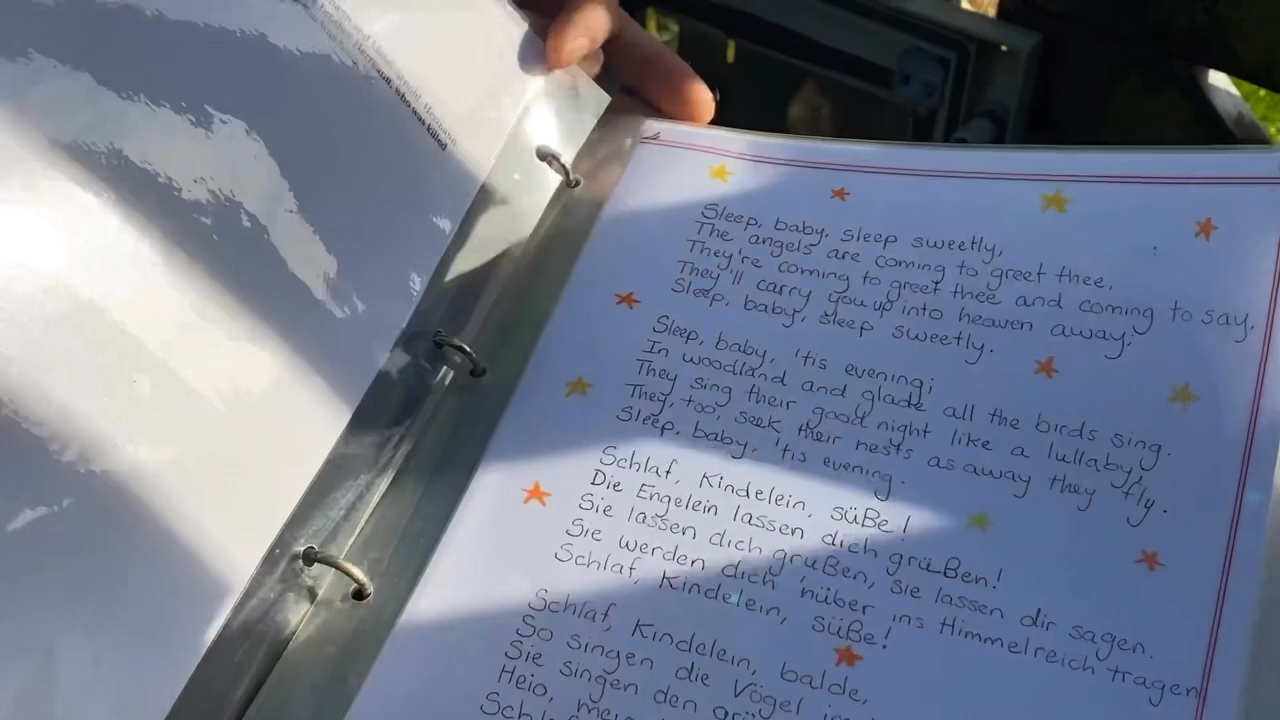 who was killed
Sleep, baby, sleep sweetly,
The angels are coming to greet thee,
They're coming to greet thee and coming to say,
They'll carry you up into heaven away;
Sleep, baby, sleep sweetly.
Sleep, baby, 'tis evening;
In woodland and glade all the birds sing.
They sing their good night like a lullaby,
They, too, seek their nests as away they fly.
Sleep, baby, 'tis evening.
Schlaf, Kindelein, süße!
Die Engelein lassen dich grüßen!
Sie lassen dich grüßen, sie lassen dir sagen.
Sie werden dich 'nüber ins Himmelreich tragen
Schlaf, Kindelein, süße!
Schlaf, Kindelein, balde,
So singen die Vögel
Sie singen den
Heio,